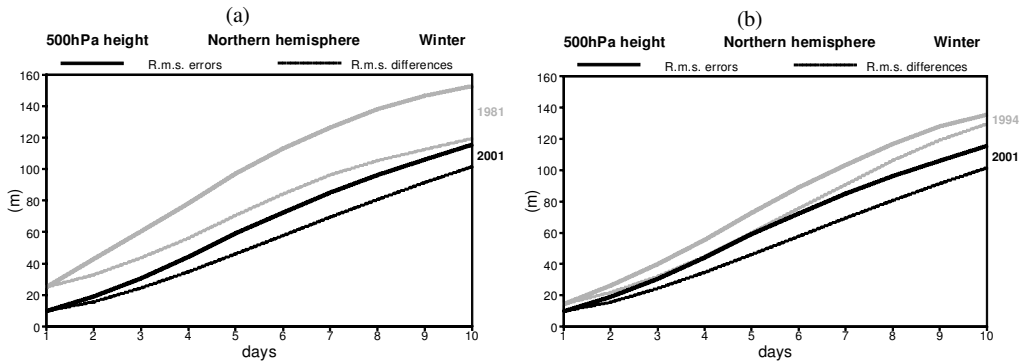 (a)
500hPa height Northern hemisphere Winter
R.m.s. errors R.m.s. differences
160
140
120
100
80
60
40
20
0
(m)
1981
2001
1 2 3 4 5 6 7 8 9 10
days
(b)
500hPa height Northern hemisphere Winter
R.m.s. errors R.m.s. differences
160
140
120
100
80
60
40
20
0
(m)
1994
2001
1 2 3 4 5 6 7 8 9 10
days